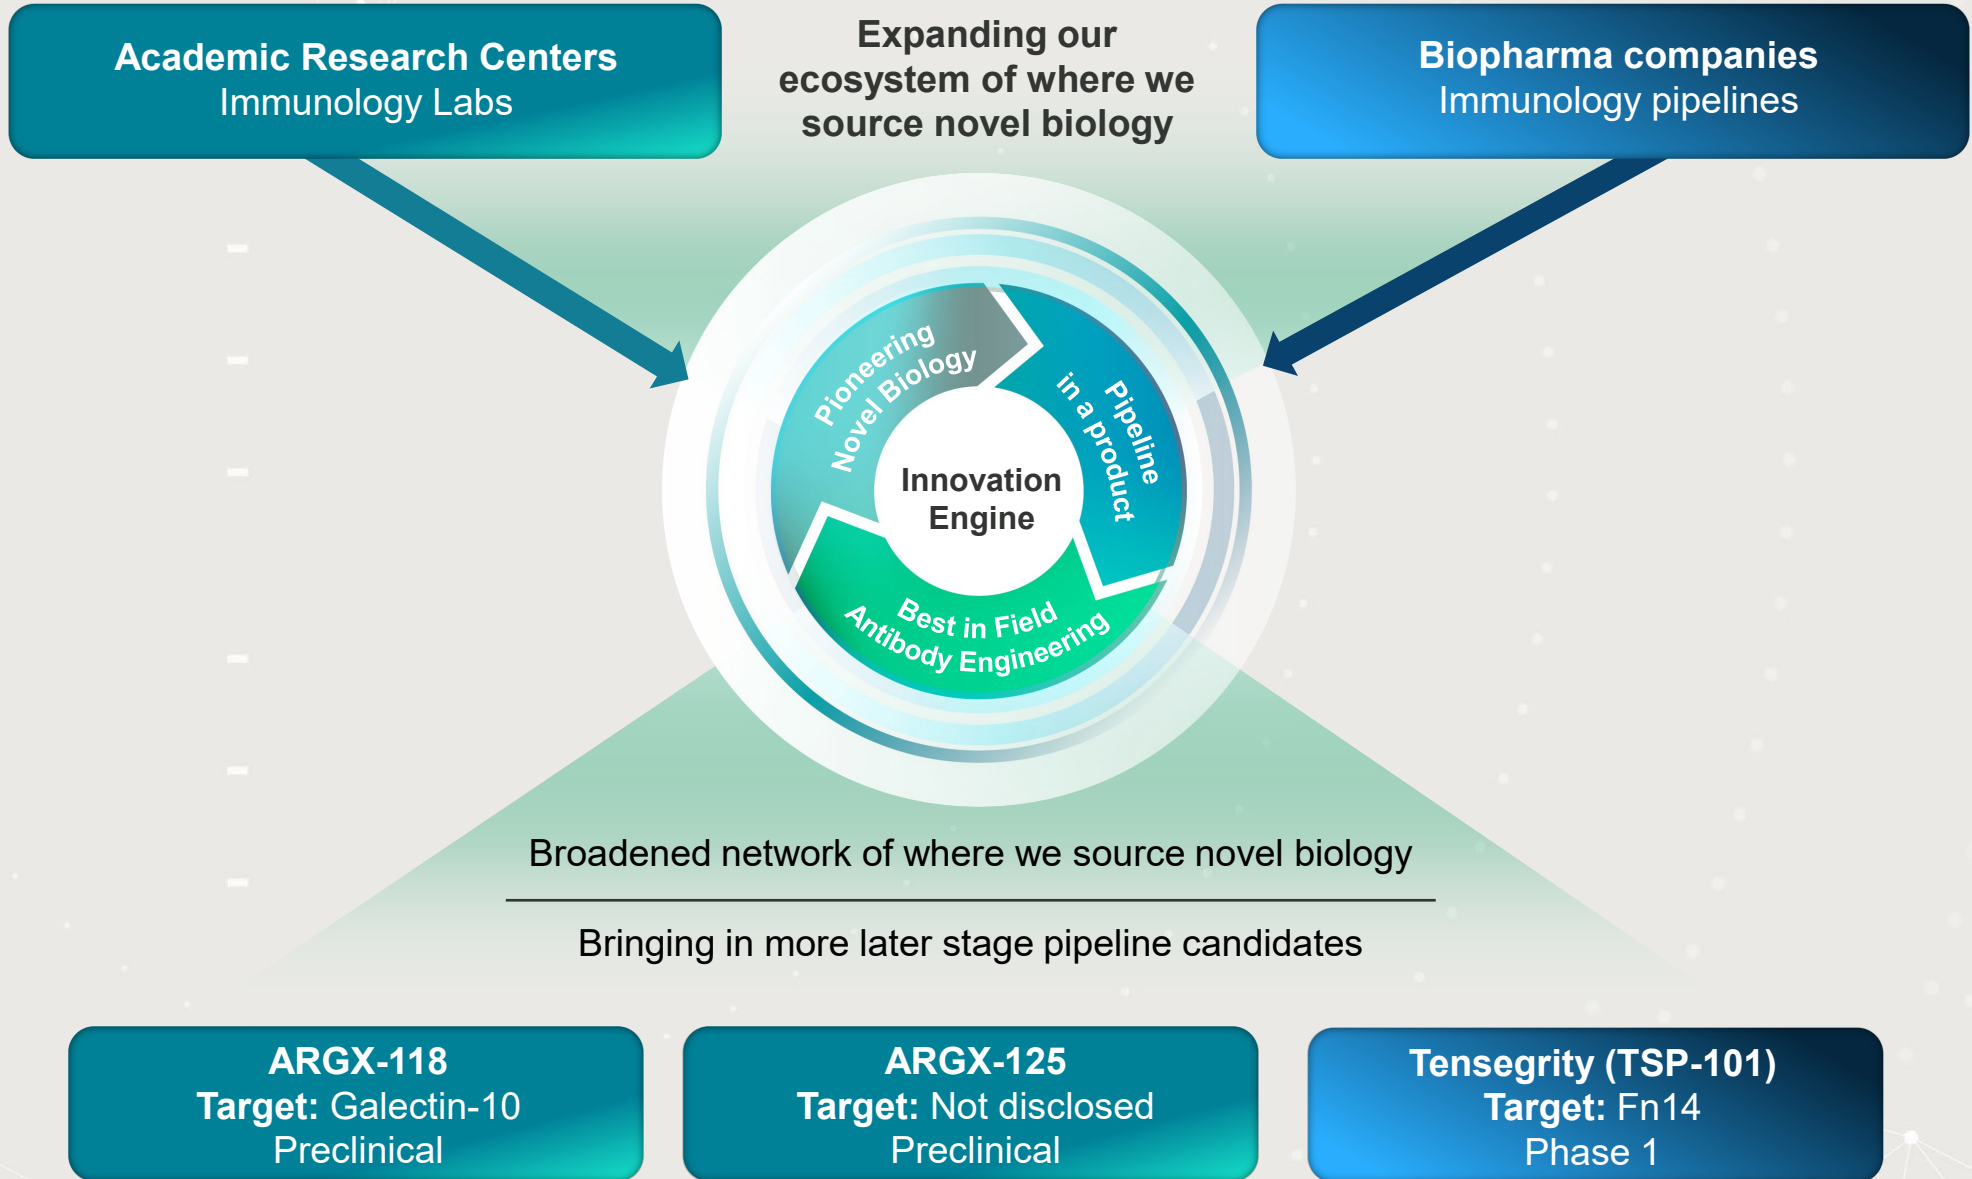 Academic Research Centers
Immunology Labs
Expanding our
ecosystem of where we
source novel biology
Biopharma companies
Immunology pipelines
Pioneering
Novel Biology
Pipeline
in a product
Innovation
Engine
Best in Field
Antibody Engineering
Broadened network of where we source novel biology
Bringing in more later stage pipeline candidates
ARGX-118
Target: Galectin-10
Preclinical
ARGX-125
Target: Not disclosed
Preclinical
Tensegrity (TSP-101)
Target: Fn14
Phase 1